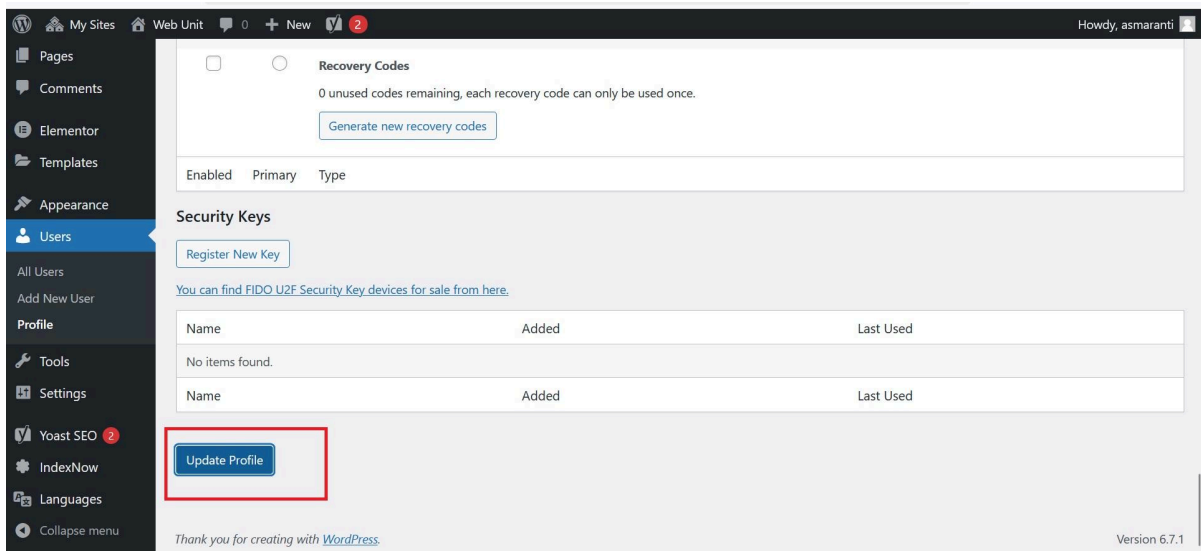 My Sites Web Unit 0 + New 2 Howdy, asmaranti
Pages
Comments
Elementor
Templates
Appearance
Users
All Users
Add New User
Profile
Tools
Settings
Yoast SEO 2
IndexNow
Languages
Collapse menu
Recovery Codes
0 unused codes remaining, each recovery code can only be used once.
Generate new recovery codes
Enabled Primary Type
Security Keys
Register New Key
You can find FIDO U2F Security Key devices for sale from here.
Name Added Last Used
No items found.
Name Added Last Used
Update Profile
Thank you for creating with WordPress. Version 6.7.1